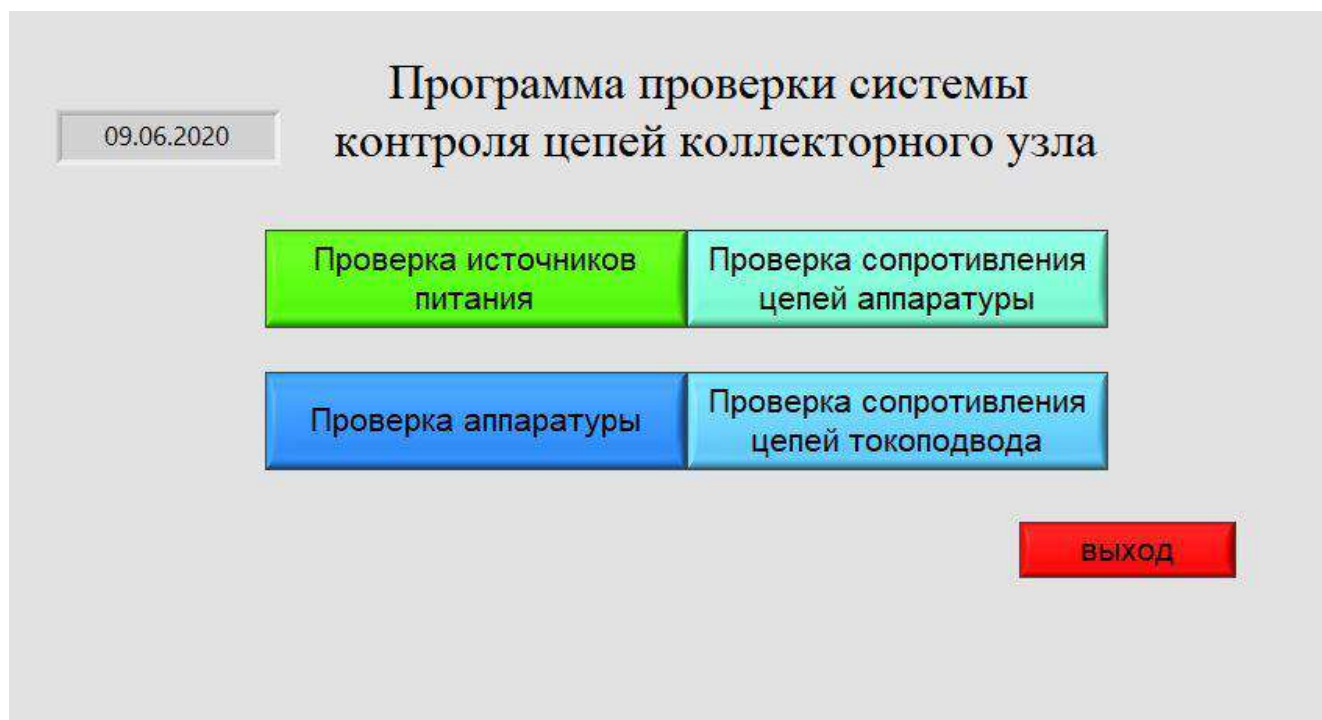 Программа проверки системы
контроля цепей коллекторного узла
09.06.2020
Проверка источников
питания
Проверка сопротивления
цепей аппаратуры
Проверка аппаратуры
Проверка сопротивления
цепей токоподвода
выход